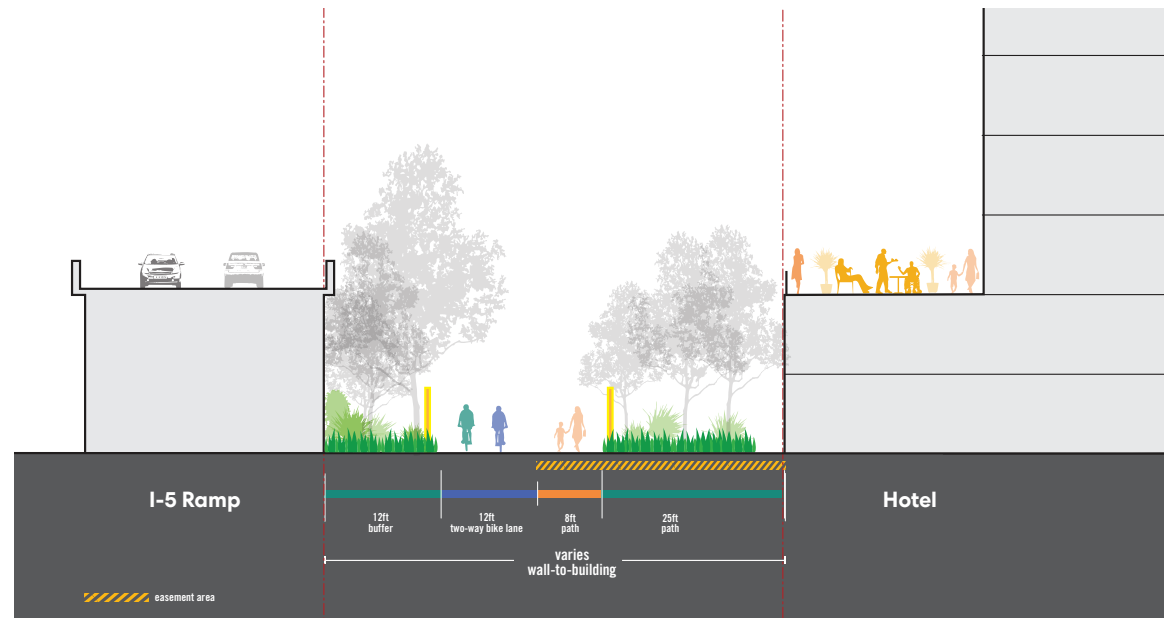 I-5 Ramp
Hotel
12ft
buffer
12ft
two-way bike lane
8ft
path
25ft
path
varies
wall-to-building
easement area